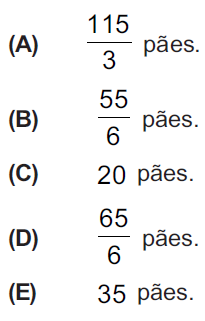 (A) 115/3 pães.
(B) 55/6 pães.
(C) 20 pães.
(D) 65/6 pães.
(E) 35 pães.